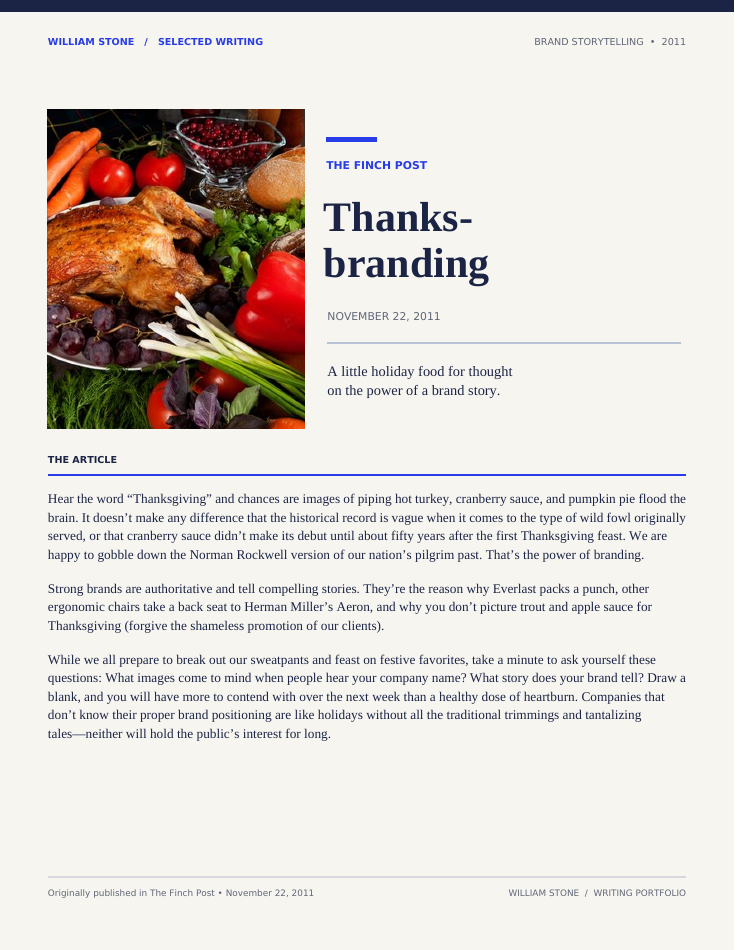 WILLIAM STONE / SELECTED WRITING
BRAND STORYTELLING • 2011
THE FINCH POST
Thanks-
branding
NOVEMBER 22, 2011
A little holiday food for thought
on the power of a brand story.
THE ARTICLE
Hear the word “Thanksgiving” and chances are images of piping hot turkey, cranberry sauce, and pumpkin pie flood the
brain. It doesn’t make any difference that the historical record is vague when it comes to the type of wild fowl originally
served, or that cranberry sauce didn’t make its debut until about fifty years after the first Thanksgiving feast. We are
happy to gobble down the Norman Rockwell version of our nation’s pilgrim past. That’s the power of branding.
Strong brands are authoritative and tell compelling stories. They’re the reason why Everlast packs a punch, other
ergonomic chairs take a back seat to Herman Miller’s Aeron, and why you don’t picture trout and apple sauce for
Thanksgiving (forgive the shameless promotion of our clients).
While we all prepare to break out our sweatpants and feast on festive favorites, take a minute to ask yourself these
questions: What images come to mind when people hear your company name? What story does your brand tell? Draw a
blank, and you will have more to contend with over the next week than a healthy dose of heartburn. Companies that
don’t know their proper brand positioning are like holidays without all the traditional trimmings and tantalizing
tales—neither will hold the public’s interest for long.
Originally published in The Finch Post • November 22, 2011
WILLIAM STONE / WRITING PORTFOLIO